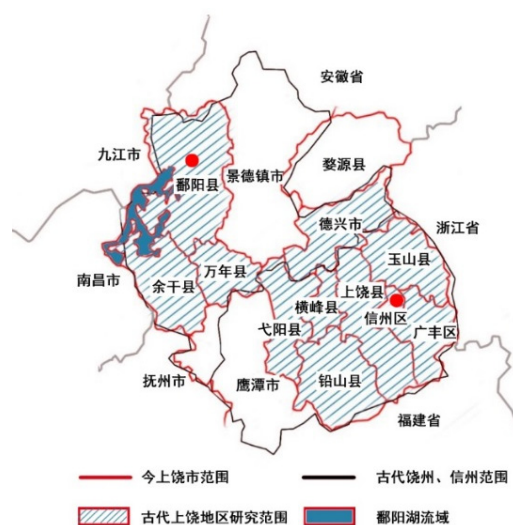 安徽省
九江市
鄱阳县
景德镇市
婺源县
德兴市
浙江省
玉山县
南昌市
余干县
万年县
上饶县
横峰县
信州区
弋阳县
广丰区
抚州市
鹰潭市
铅山县
福建省
今上饶市范围
古代饶州、信州范围
古代上饶地区研究范围
鄱阳湖流域